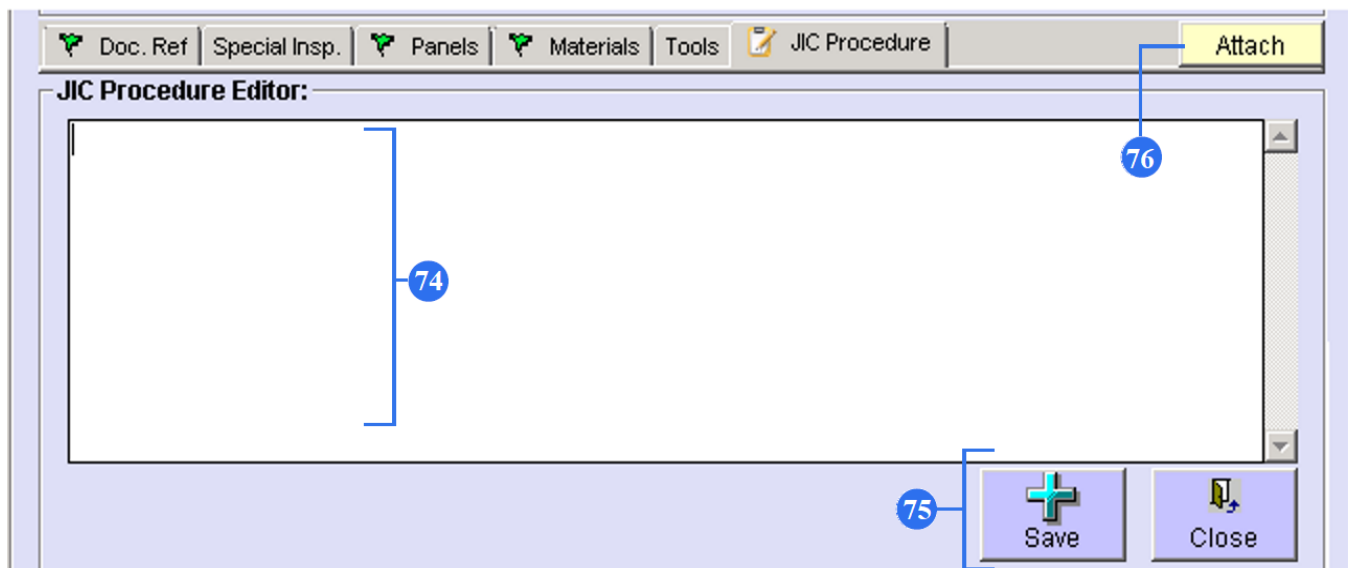 Doc. Ref Special Insp. Panels Materials Tools JIC Procedure Attach
JIC Procedure Editor:
76
74
75
Save Close